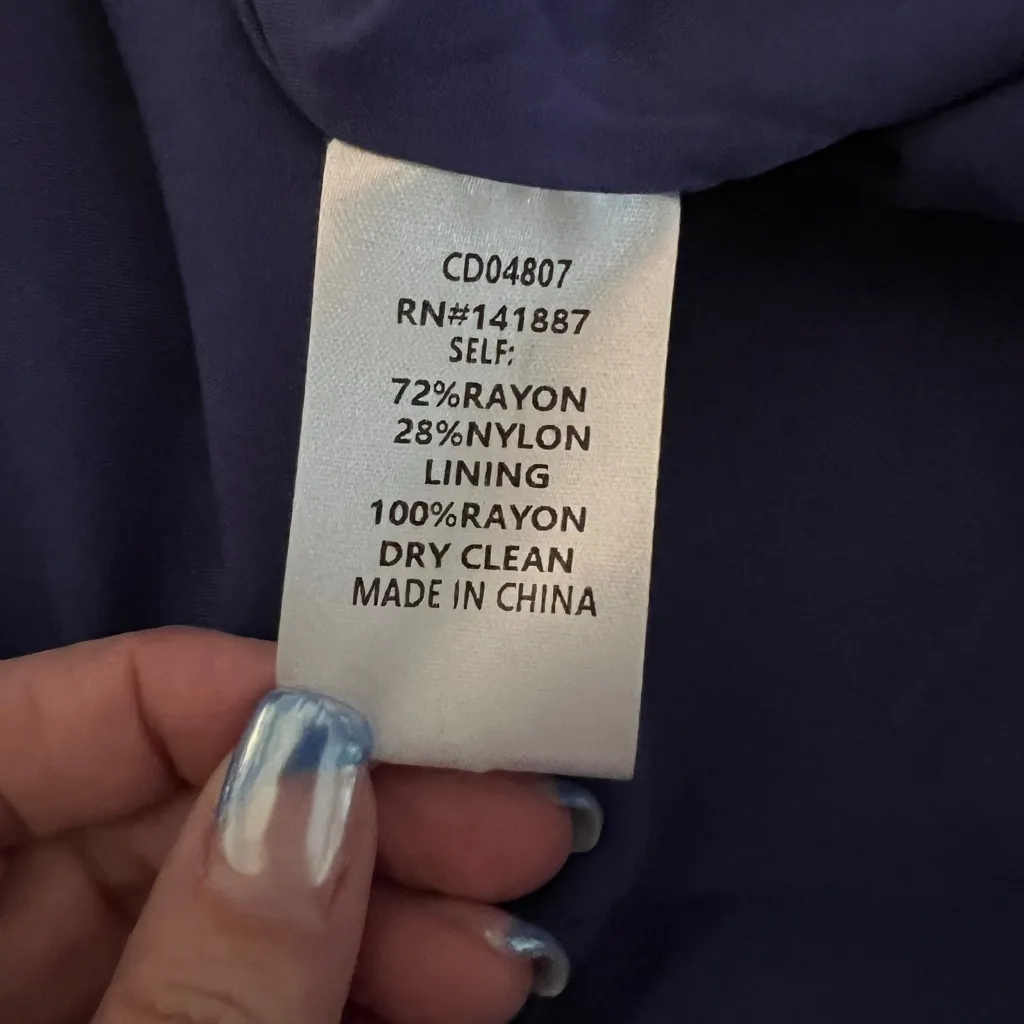 CD04807
RN#141887
SELF:
72%RAYON
28%NYLON
LINING
100%RAYON
DRY CLEAN
MADE IN CHINA